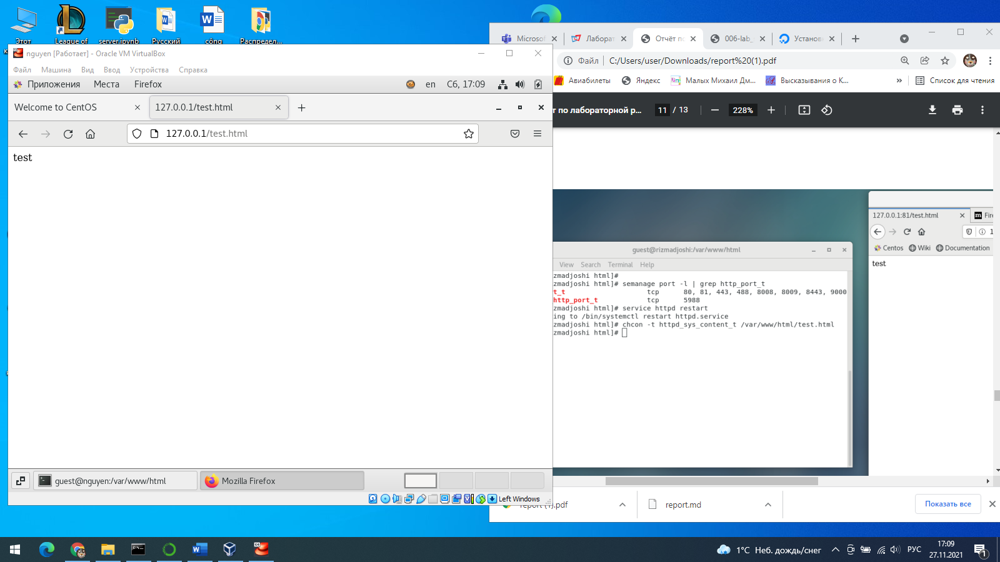 Этот
League of
server.ipynb
Русский
công
Распредел...
nguyen [Работает] - Oracle VM VirtualBox
Файл Машина Вид Ввод Устройства Справка
Приложения Места Firefox en Сб, 17:09
Welcome to CentOS
127.0.0.1/test.html
127.0.0.1/test.html
test
guest@nguyen:/var/www/html
Mozilla Firefox
Left Windows
Microsof
Лаборат
Отчёт по
006-lab_
Установ
Файл C:/Users/user/Downloads/report%20(1).pdf
Авиабилеты Яндекс Малых Михаил Дм... Высказывания о К... » Список для чтения
т по лабораторной р... 11 / 13 228%
guest@rizmadjoshi:/var/www/html
View Search Terminal Help
zmadjoshi html]#
zmadjoshi html]# semanage port -l | grep http_port_t
t_t tcp 80, 81, 443, 488, 8008, 8009, 8443, 9000
http_port_t tcp 5988
zmadjoshi html]# service httpd restart
ing to /bin/systemctl restart httpd.service
zmadjoshi html]# chcon -t httpd_sys_content_t /var/www/html/test.html
zmadjoshi html]#
127.0.0.1:81/test.html
Fire
1
Centos Wiki Documentation
test
report (1).pdf
report.md
Показать все
1°C Неб. дождь/снег
РУС
17:09
27.11.2021
1